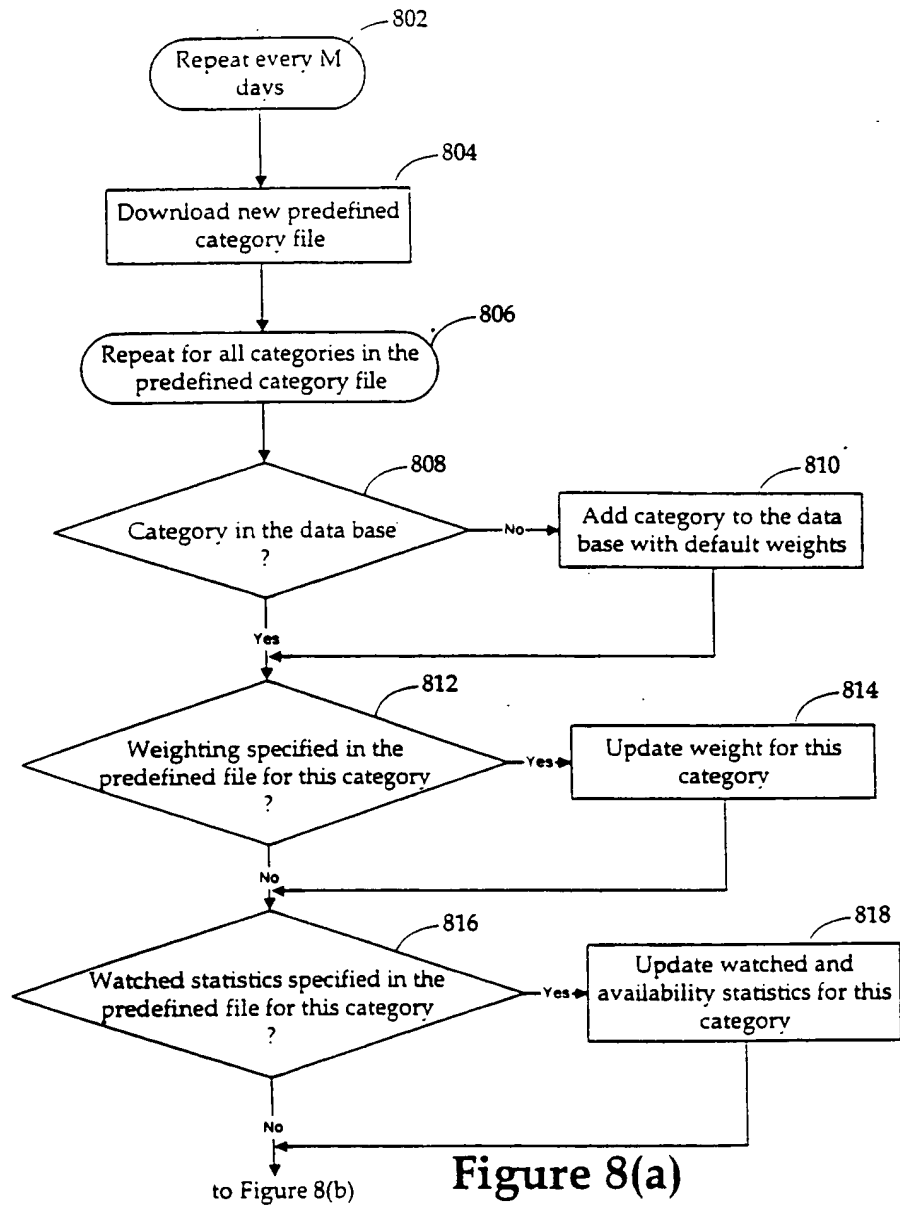 802
Repeat every M
days
804
Download new predefined
category file
806
Repeat for all categories in the
predefined category file
808
Category in the data base
?
No
810
Add category to the data
base with default weights
Yes
812
Weighting specified in the
predefined file for this category
?
Yes
814
Update weight for this
category
No
816
Watched statistics specified in the
predefined file for this category
?
Yes
818
Update watched and
availability statistics for this
category
No
to Figure 8(b)
Figure 8(a)